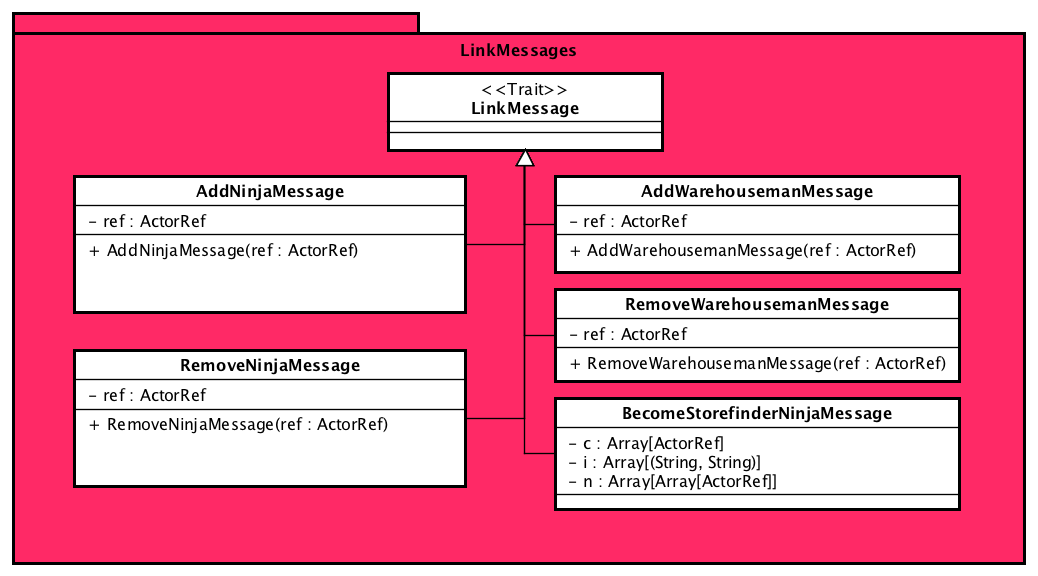 LinkMessages
<<Trait>>
LinkMessage
AddNinjaMessage
- ref : ActorRef
+ AddNinjaMessage(ref : ActorRef)
AddWarehousemanMessage
- ref : ActorRef
+ AddWarehousemanMessage(ref : ActorRef)
RemoveWarehousemanMessage
- ref : ActorRef
+ RemoveWarehousemanMessage(ref : ActorRef)
RemoveNinjaMessage
- ref : ActorRef
+ RemoveNinjaMessage(ref : ActorRef)
BecomeStorefinderNinjaMessage
- c : Array[ActorRef]
- i : Array[(String, String)]
- n : Array[Array[ActorRef]]